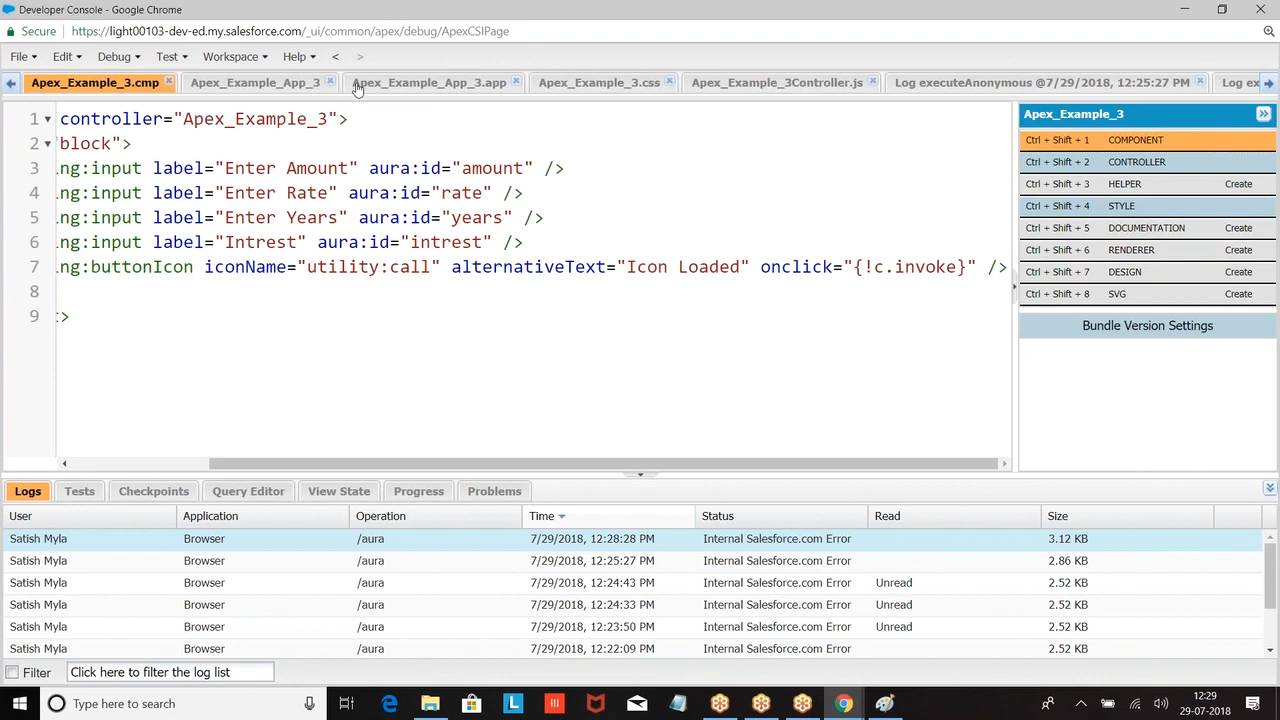 Developer Console - Google Chrome
Secure https://light00103-dev-ed.my.salesforce.com/_ui/common/apex/debug/ApexCSIPage
File Edit Debug Test Workspace Help < >
Apex_Example_3.cmp Apex_Example_App_3 Apex_Example_App_3.app Apex_Example_3.css Apex_Example_3Controller.js Log executeAnonymous @7/29/2018, 12:25:27 PM Log ex
1 controller="Apex_Example_3">
2 "block">
3 ng:input label="Enter Amount" aura:id="amount" />
4 ng:input label="Enter Rate" aura:id="rate" />
5 ng:input label="Enter Years" aura:id="years" />
6 ng:input label="Intrest" aura:id="intrest" />
7 ng:buttonIcon iconName="utility:call" alternativeText="Icon Loaded" onclick="{!c.invoke}" />
8
9 t>
Apex_Example_3
Ctrl + Shift + 1 COMPONENT
Ctrl + Shift + 2 CONTROLLER
Ctrl + Shift + 3 HELPER Create
Ctrl + Shift + 4 STYLE
Ctrl + Shift + 5 DOCUMENTATION Create
Ctrl + Shift + 6 RENDERER Create
Ctrl + Shift + 7 DESIGN Create
Ctrl + Shift + 8 SVG Create
Bundle Version Settings
Logs Tests Checkpoints Query Editor View State Progress Problems
User Application Operation Time Status Read Size
Satish Myla Browser /aura 7/29/2018, 12:28:28 PM Internal Salesforce.com Error 3.12 KB
Satish Myla Browser /aura 7/29/2018, 12:25:27 PM Internal Salesforce.com Error 2.86 KB
Satish Myla Browser /aura 7/29/2018, 12:24:43 PM Internal Salesforce.com Error Unread 2.52 KB
Satish Myla Browser /aura 7/29/2018, 12:24:33 PM Internal Salesforce.com Error Unread 2.52 KB
Satish Myla Browser /aura 7/29/2018, 12:23:50 PM Internal Salesforce.com Error Unread 2.52 KB
Satish Myla Browser /aura 7/29/2018, 12:22:09 PM Internal Salesforce.com Error 2.64 KB
Filter Click here to filter the log list
Type here to search
12:29
29-07-2018